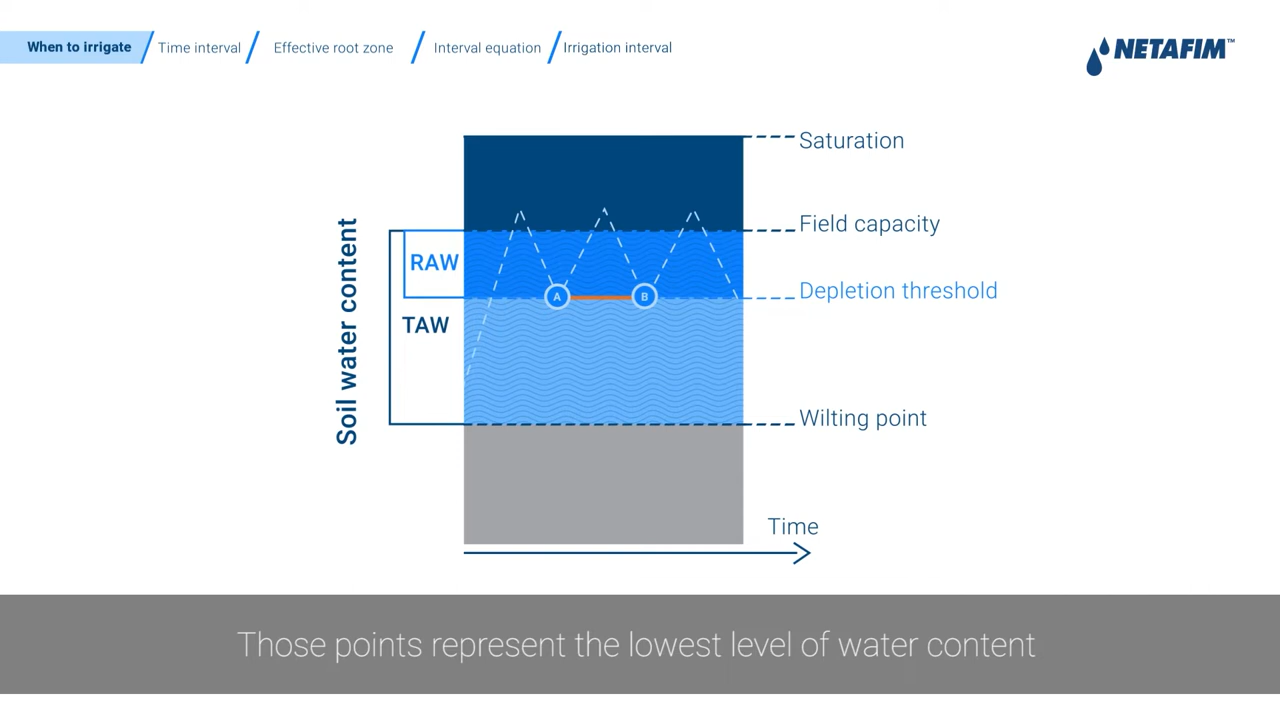 When to irrigate
Time interval
Effective root zone
Interval equation
Irrigation interval
NETAFIM™
Saturation
Field capacity
RAW
Depletion threshold
A
B
TAW
Soil water content
Wilting point
Time
Those points represent the lowest level of water content